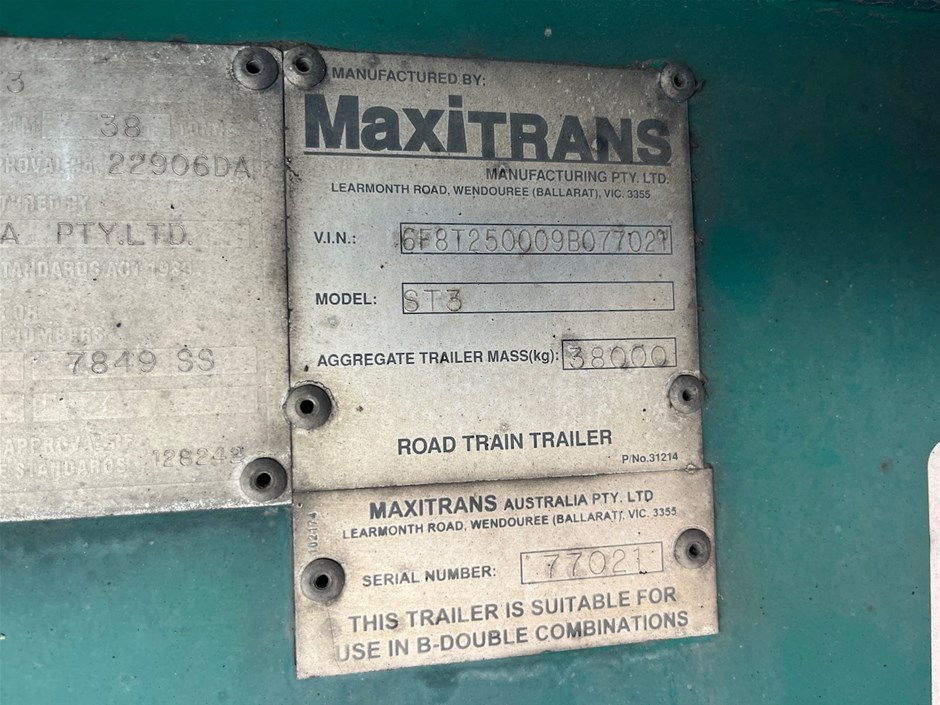 3
38
22906DA
A PTY.LTD.
7849 SS
MANUFACTURED BY:
MaxiTRANS
MANUFACTURING PTY. LTD.
LEARMONTH ROAD, WENDOUREE (BALLARAT), VIC. 3355
V.I.N.: 6F8T250009B077021
MODEL: ST3
AGGREGATE TRAILER MASS(kg): 38000
ROAD TRAIN TRAILER
P/No.31214
MAXITRANS AUSTRALIA PTY. LTD
LEARMONTH ROAD, WENDOUREE (BALLARAT), VIC. 3355
SERIAL NUMBER: 77021
THIS TRAILER IS SUITABLE FOR
USE IN B-DOUBLE COMBINATIONS